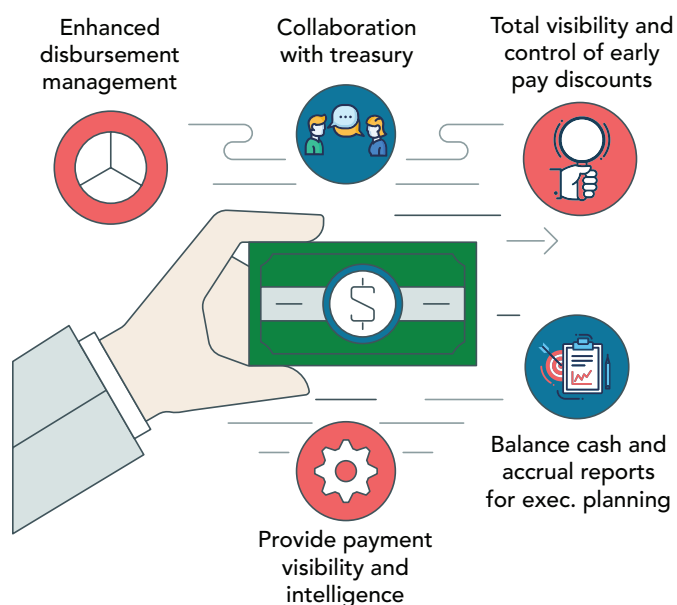 Enhanced
disbursement
management
Collaboration
with treasury
Total visibility and
control of early
pay discounts
$
Balance cash and
accrual reports
for exec. planning
Provide payment
visibility and
intelligence